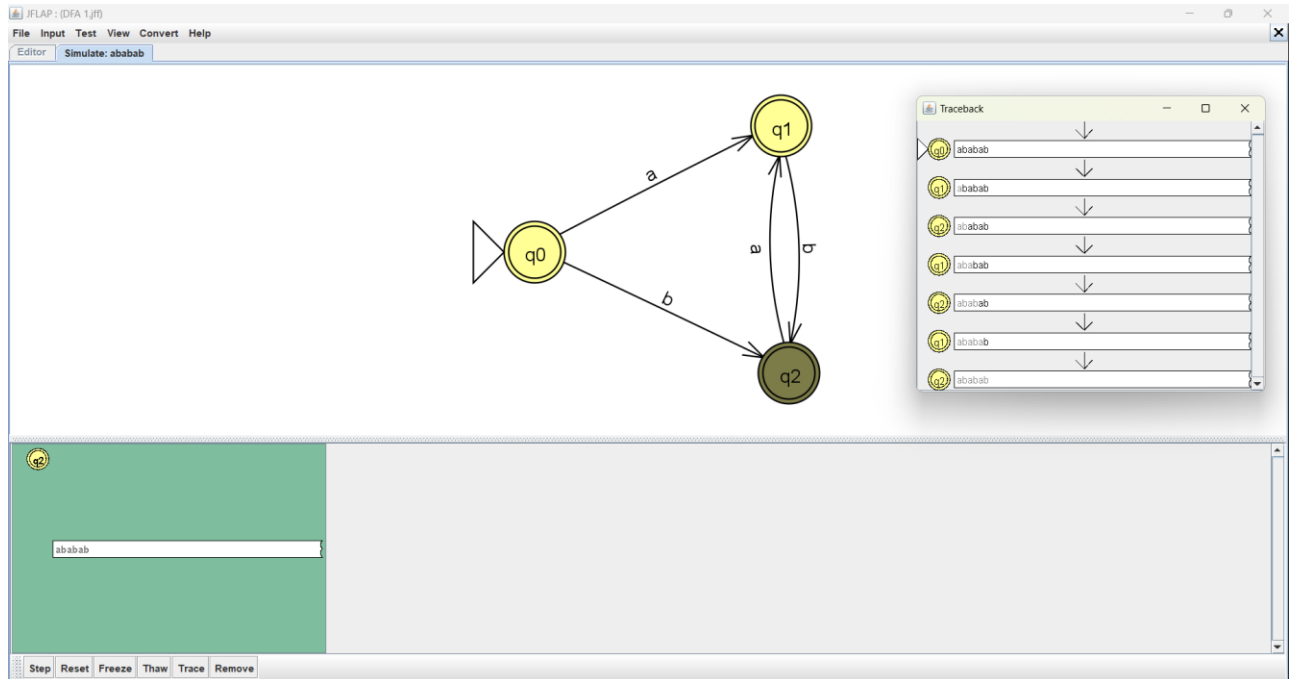 JFLAP : (DFA 1.jff)
File Input Test View Convert Help
Editor Simulate: ababab
q1
a
q0
a
b
b
q2
Traceback
q0 ababab
q1 ababab
q2 ababab
q1 ababab
q2 ababab
q1 ababab
q2 ababab
q2
ababab
Step Reset Freeze Thaw Trace Remove